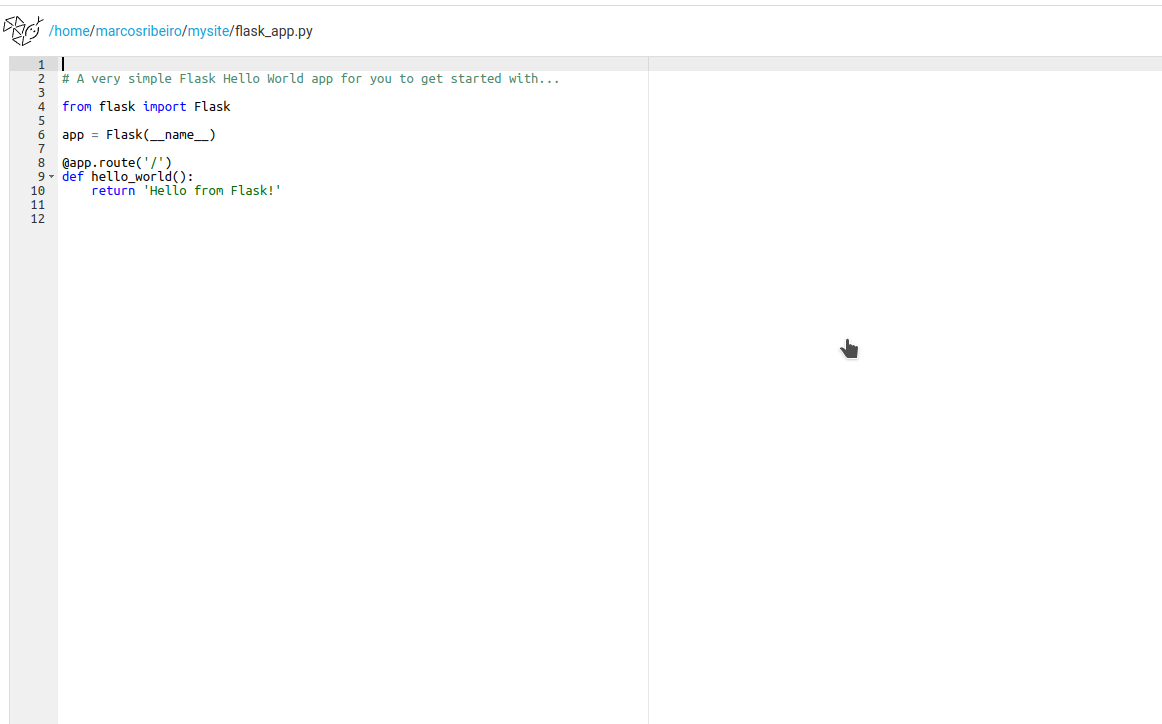 /home/marcosribeiro/mysite/flask_app.py
1
2 # A very simple Flask Hello World app for you to get started with...
3
4 from flask import Flask
5
6 app = Flask(__name__)
7
8 @app.route('/')
9 def hello_world():
10     return 'Hello from Flask!'
11
12